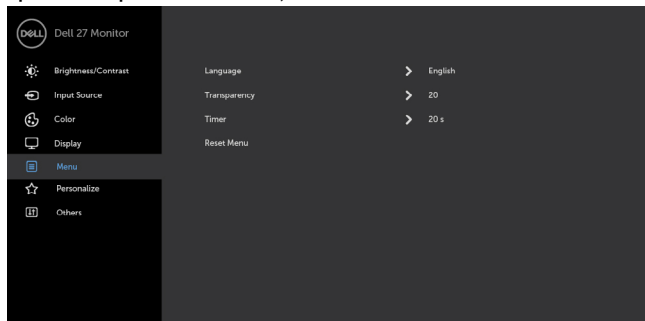 DELL Dell 27 Monitor
Brightness/Contrast
Language English
Input Source
Transparency 20
Color
Timer 20 s
Display
Reset Menu
Menu
Personalize
Others